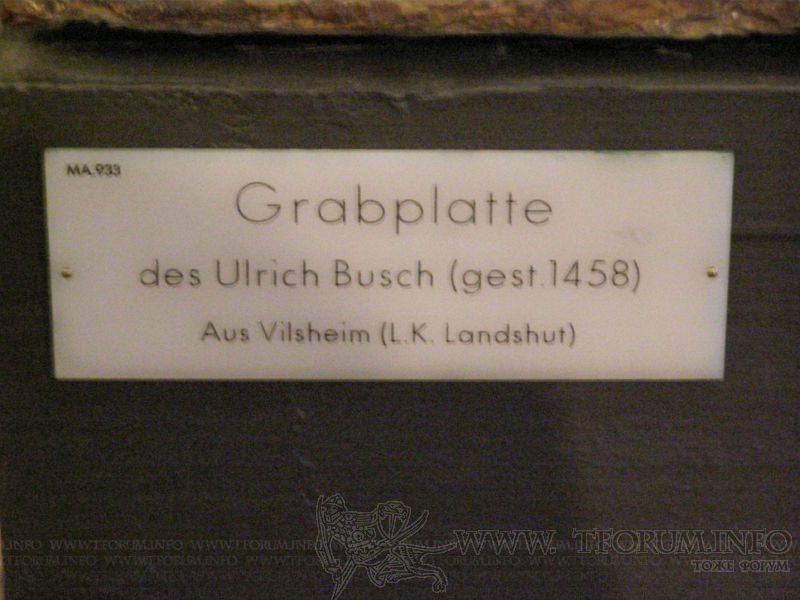 MA.933
Grabplatte
des Ulrich Busch (gest.1458)
Aus Vilsheim (L.K. Landshut)
WWW.TFORUM.INFO
ТОЖЕ ФОРУМ